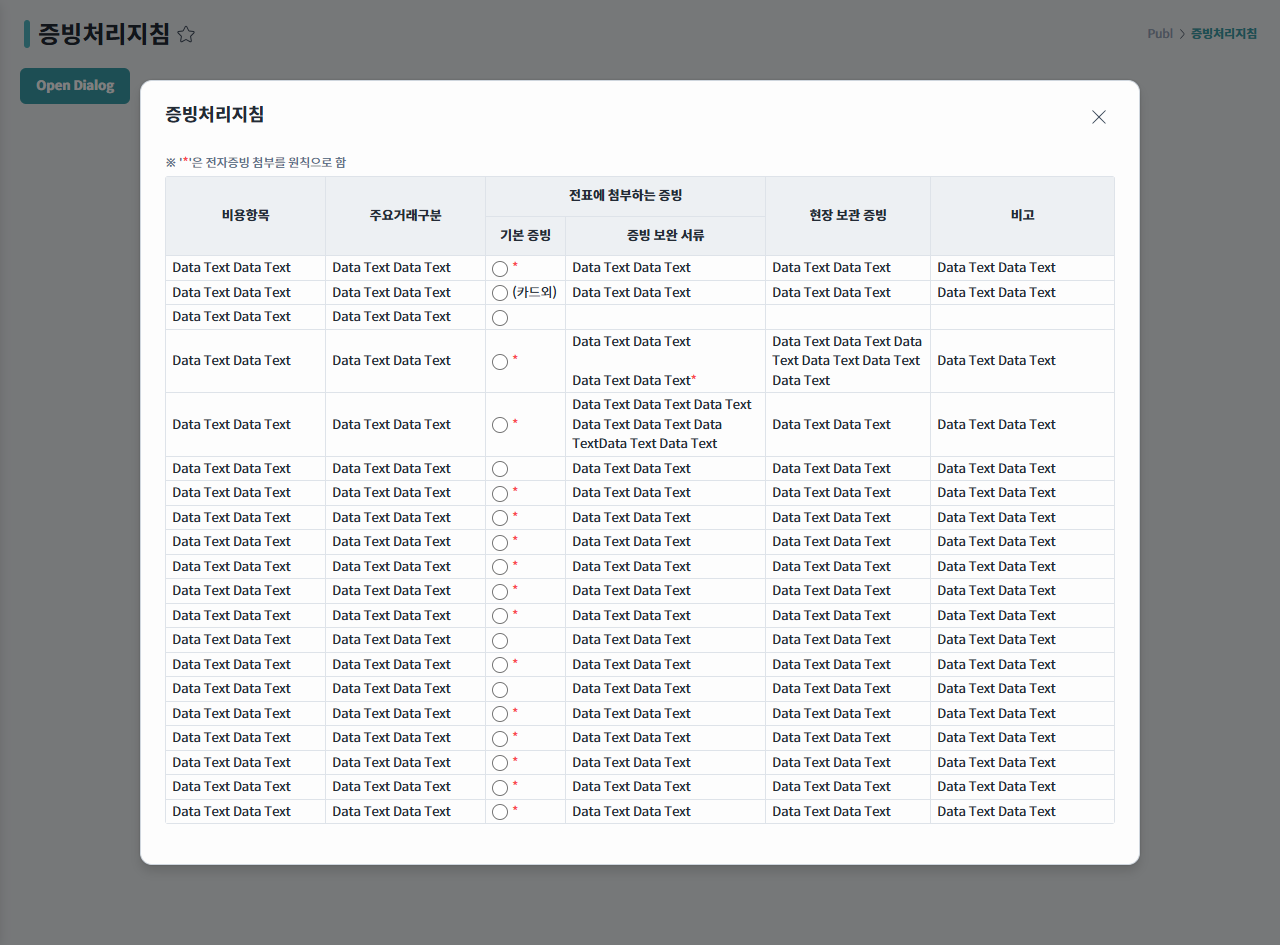 증빙처리지침
Publ > 증빙처리지침
Open Dialog
증빙처리지침
※ '*'은 전자증빙 첨부를 원칙으로 함
비용항목 주요거래구분 전표에 첨부하는 증빙 현장 보관 증빙 비고
기본 증빙 증빙 보완 서류
Data Text Data Text Data Text Data Text * Data Text Data Text Data Text Data Text Data Text Data Text
Data Text Data Text Data Text Data Text (카드외) Data Text Data Text Data Text Data Text Data Text Data Text
Data Text Data Text Data Text Data Text
Data Text Data Text Data Text Data Data
Data Text Data Text Data Text Data Text * Text Data Text Data Text Data Text Data Text
Data Text Data Text* Data Text
Data Text Data Text Data Text
Data Text Data Text Data Text Data Text * Data Text Data Text Data Data Text Data Text Data Text Data Text
TextData Text Data Text
Data Text Data Text Data Text Data Text Data Text Data Text Data Text Data Text Data Text Data Text
Data Text Data Text Data Text Data Text * Data Text Data Text Data Text Data Text Data Text Data Text
Data Text Data Text Data Text Data Text * Data Text Data Text Data Text Data Text Data Text Data Text
Data Text Data Text Data Text Data Text * Data Text Data Text Data Text Data Text Data Text Data Text
Data Text Data Text Data Text Data Text * Data Text Data Text Data Text Data Text Data Text Data Text
Data Text Data Text Data Text Data Text * Data Text Data Text Data Text Data Text Data Text Data Text
Data Text Data Text Data Text Data Text * Data Text Data Text Data Text Data Text Data Text Data Text
Data Text Data Text Data Text Data Text Data Text Data Text Data Text Data Text Data Text Data Text
Data Text Data Text Data Text Data Text * Data Text Data Text Data Text Data Text Data Text Data Text
Data Text Data Text Data Text Data Text Data Text Data Text Data Text Data Text Data Text Data Text
Data Text Data Text Data Text Data Text * Data Text Data Text Data Text Data Text Data Text Data Text
Data Text Data Text Data Text Data Text * Data Text Data Text Data Text Data Text Data Text Data Text
Data Text Data Text Data Text Data Text * Data Text Data Text Data Text Data Text Data Text Data Text
Data Text Data Text Data Text Data Text * Data Text Data Text Data Text Data Text Data Text Data Text
Data Text Data Text Data Text Data Text * Data Text Data Text Data Text Data Text Data Text Data Text